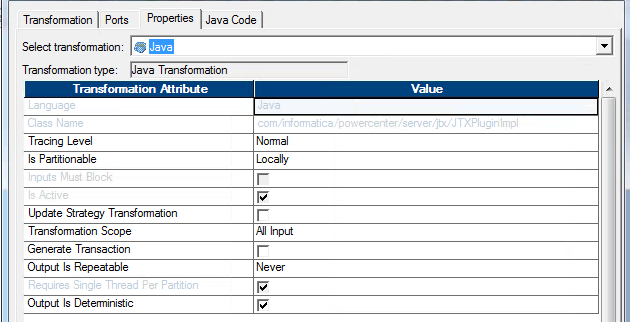 Transformation Ports Properties Java Code
Select transformation: Java
Transformation type: Java Transformation
Transformation Attribute Value
Language Java
Class Name com/informatica/powercenter/server/jtx/JTXPluginImpl
Tracing Level Normal
Is Partitionable Locally
Inputs Must Block
Is Active
Update Strategy Transformation
Transformation Scope All Input
Generate Transaction
Output Is Repeatable Never
Requires Single Thread Per Partition
Output Is Deterministic